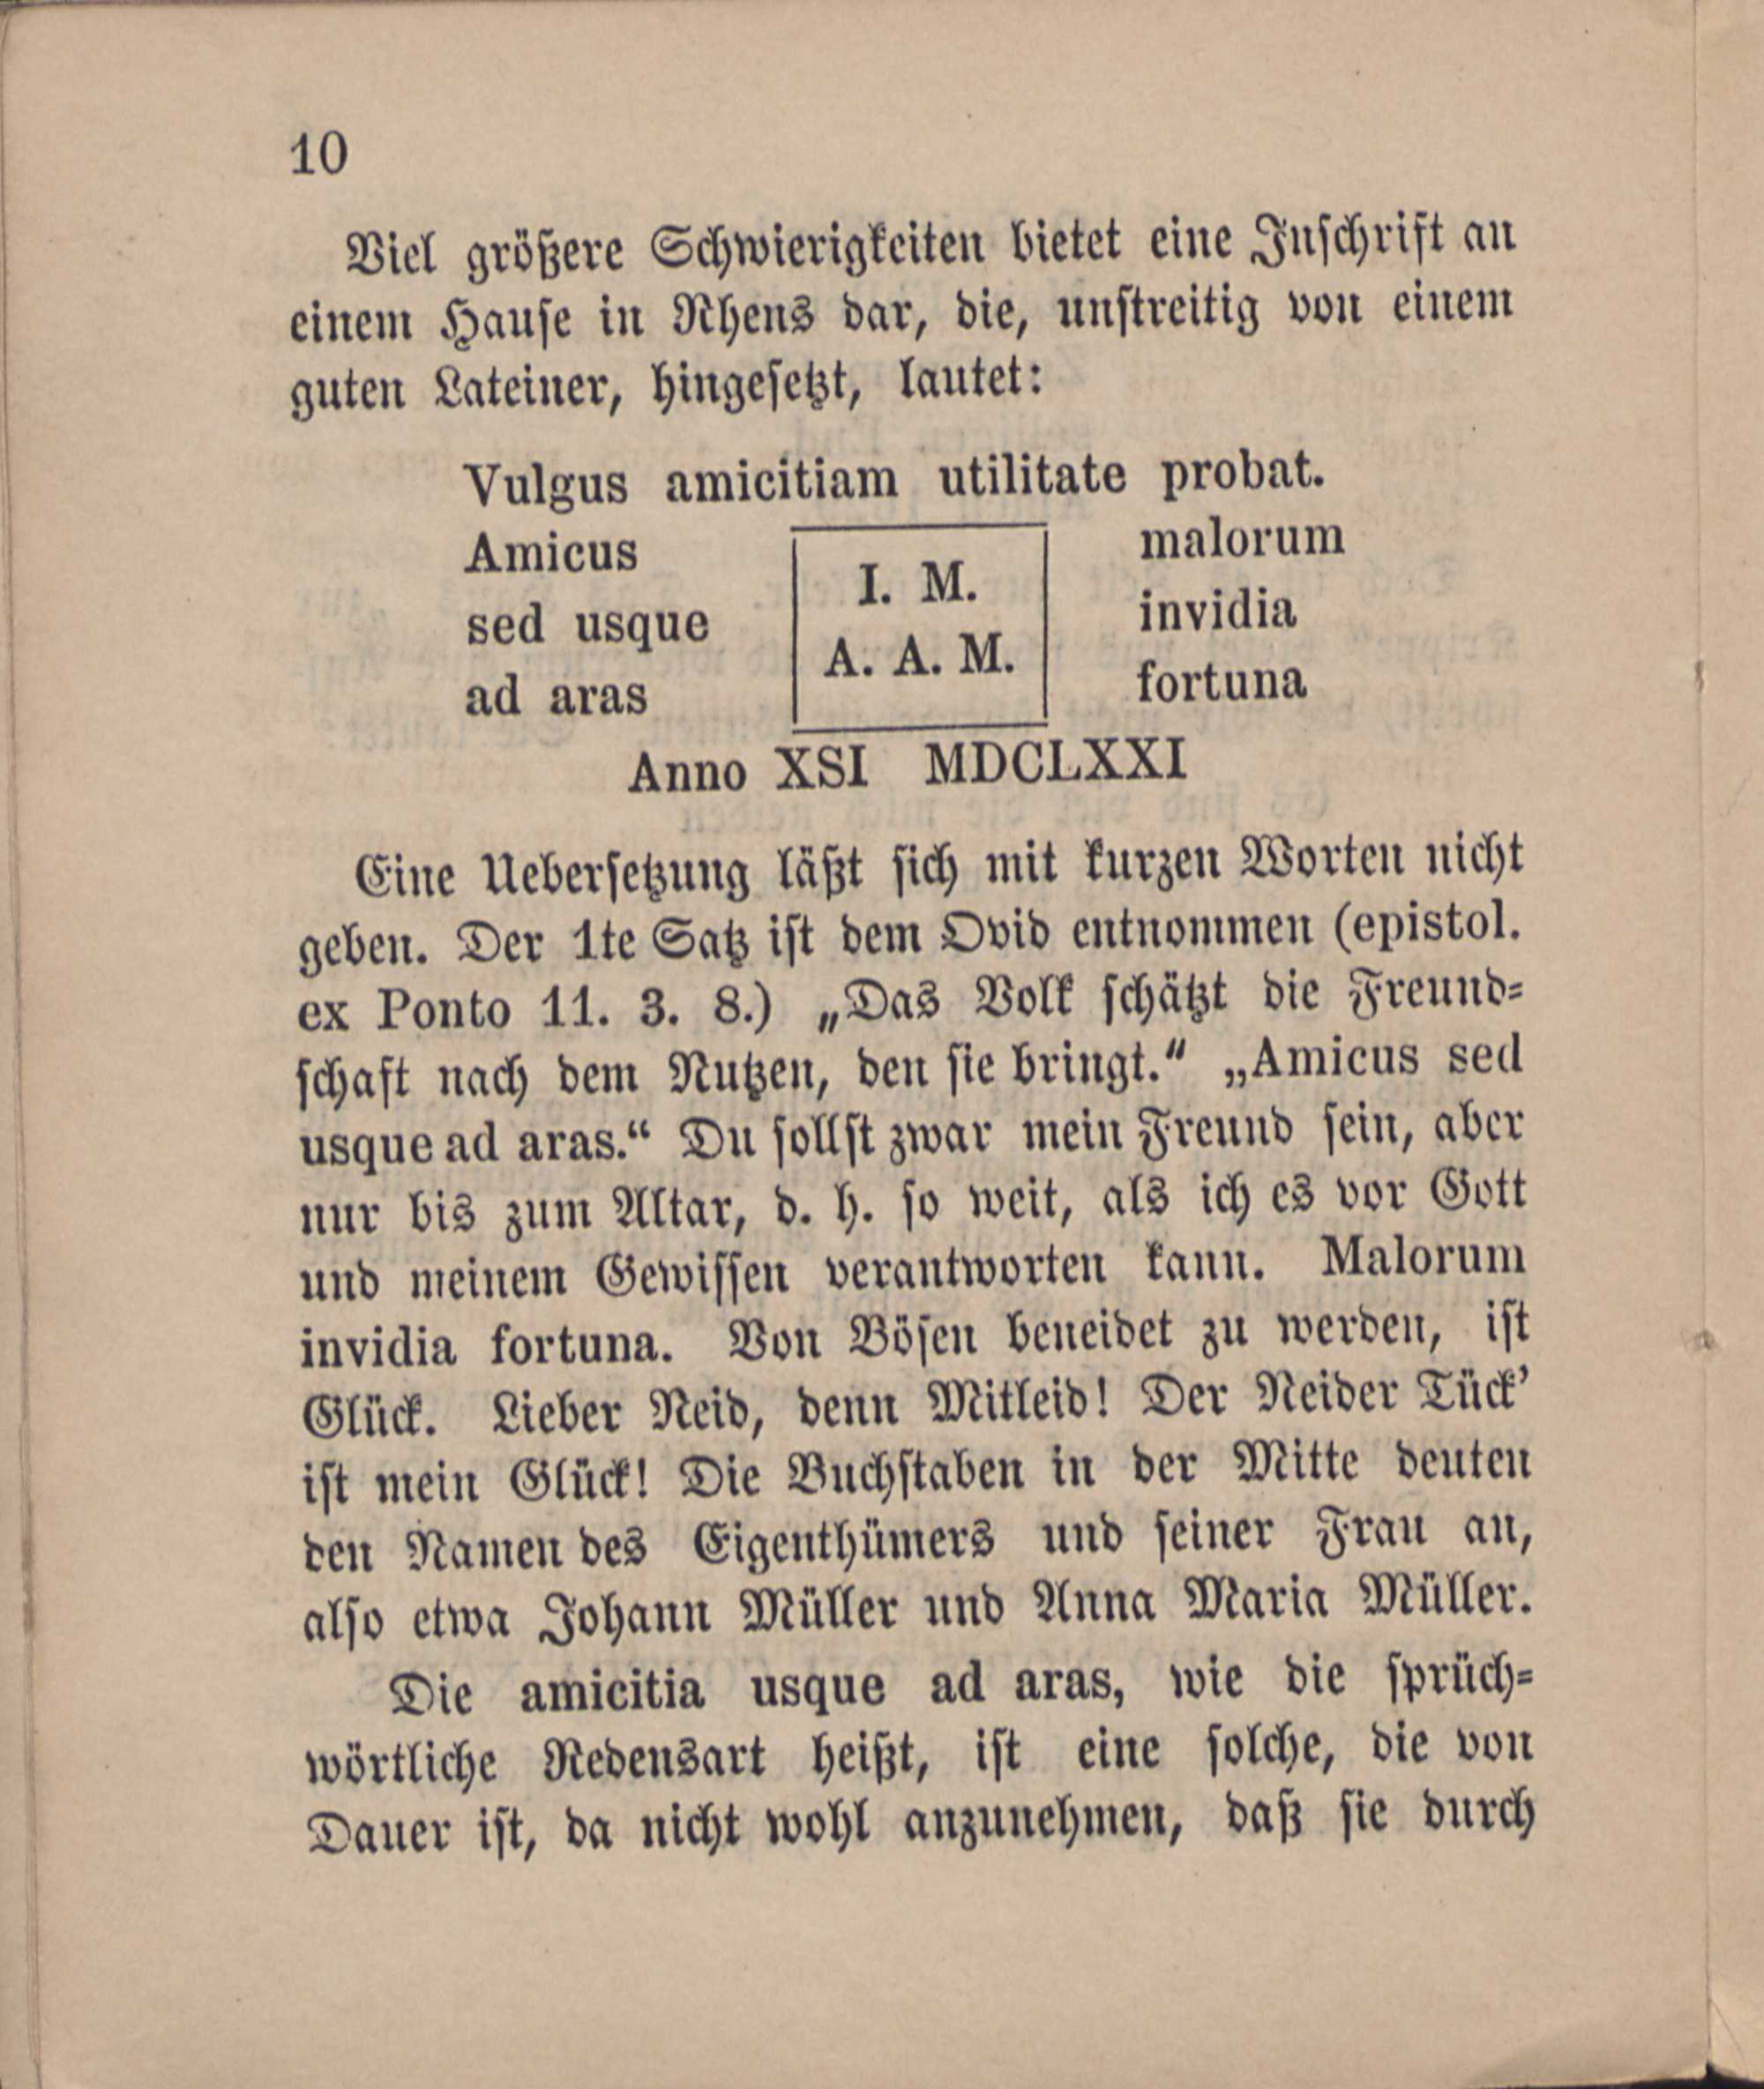 10
Viel größere Schwierigkeiten bietet eine Inschrift an
einem Hause in Rhens dar, die, unstreitig von einem
guten Lateiner, hingesetzt, lautet:
Vulgus amicitiam utilitate probat.
Amicus I. M. malorum
sed usque A. A. M. invidia
ad aras fortuna
Anno XSI MDCLXXI
Eine Uebersetzung läßt sich mit kurzen Worten nicht
geben. Der 1te Satz ist dem Ovid entnommen (epistol.
ex Ponto 11. 3. 8.) „Das Volk schätzt die Freund-
schaft nach dem Nutzen, den sie bringt.“ „Amicus sed
usque ad aras.“ Du sollst zwar mein Freund sein, aber
nur bis zum Altar, d. h. so weit, als ich es vor Gott
und meinem Gewissen verantworten kann. Malorum
invidia fortuna. Von Bösen beneidet zu werden, ist
Glück. Lieber Neid, denn Mitleid! Der Neider Tück’
ist mein Glück! Die Buchstaben in der Mitte deuten
den Namen des Eigenthümers und seiner Frau an,
also etwa Johann Müller und Anna Maria Müller.
Die amicitia usque ad aras, wie die sprüch-
wörtliche Redensart heißt, ist eine solche, die von
Dauer ist, da nicht wohl anzunehmen, daß sie durch